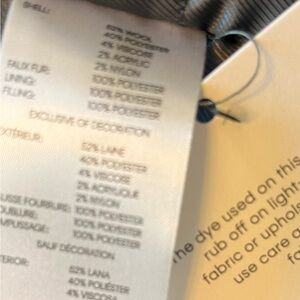 SHELL:
52% WOOL
40% POLYESTER
4% VISCOSE
2% ACRYLIC
2% NYLON
FAUX FUR: 100% POLYESTER
LINING: 100% POLYESTER
FILLING: 100% POLYESTER
EXCLUSIVE OF DECORATION
EXTÉRIEUR:
52% LAINE
40% POLYESTER
4% VISCOSE
2% ACRYLIQUE
2% NYLON
USSE FOURRURE: 100% POLYESTER
OUBLURE: 100% POLYESTER
MPUSSAGE: 100% POLYESTER
SAUF DÉCORATION
TERIOR:
52% LANA
40% POLIÉSTER
4% VISCOSA
The dye used on this
rub off on light
fabric or uphols
use care a